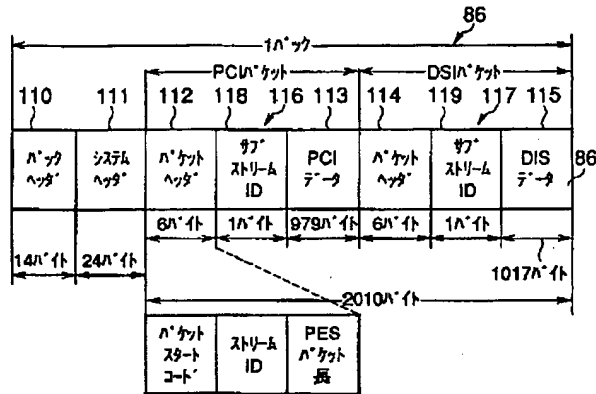 86
1パック
PCIパケット
DSIパケット
110
111
112
118
116
113
114
119
117
115
パック
ヘッダ
システム
ヘッダ
パケット
ヘッダ
サブ
ストリーム
ID
PCI
データ
パケット
ヘッダ
サブ
ストリーム
ID
DIS
データ
86
6バイト
1バイト
979バイト
6バイト
1バイト
14バイト
24バイト
1017バイト
2010バイト
パケット
スタート
コード
ストリーム
ID
PES
パケット
長